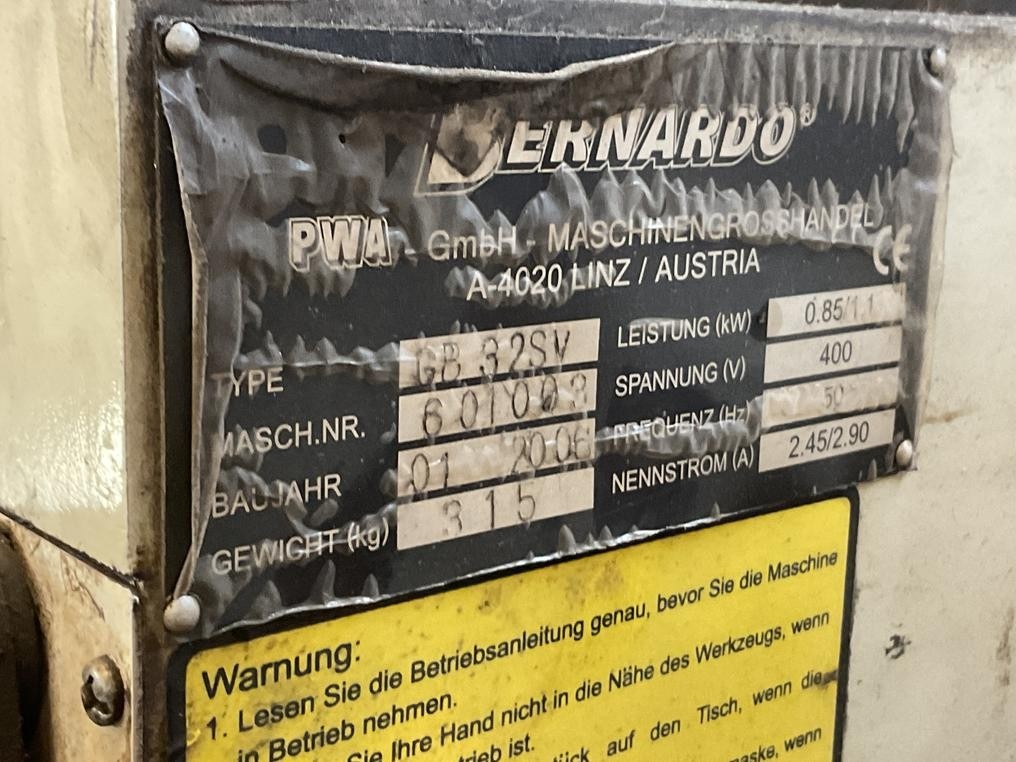 BERNARDO®
PWA - GmbH - MASCHINENGROSSHANDEL
A-4020 LINZ / AUSTRIA
CE
TYPE GB 32SV
MASCH.NR. 601003
BAUJAHR 01 2006
GEWICHT (kg) 315
LEISTUNG (kW) 0.85/1.1
SPANNUNG (V) 400
FREQUENZ (Hz) 50
NENNSTROM (A) 2.45/2.90
Warnung:
1. Lesen Sie die Betriebsanleitung genau, bevor Sie die Maschine
in Betrieb nehmen.
Sie Ihre Hand nicht in die Nähe des Werkzeugs, wenn
ist.
auf den Tisch, wenn die
wenn